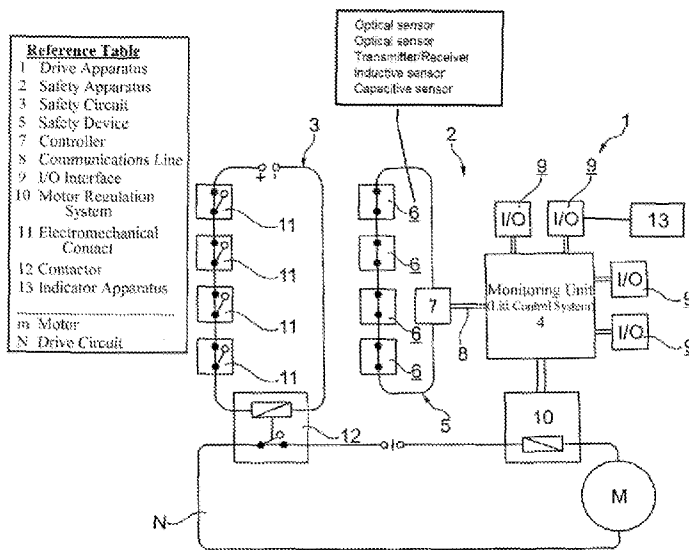 Reference Table
1 Drive Apparatus
2 Safety Apparatus
3 Safety Circuit
5 Safety Device
7 Controller
8 Communications Line
9 I/O Interface
10 Motor Regulation
System
11 Electromechanical
Contact
12 Contactor
13 Indicator Apparatus
m Motor
N Drive Circuit
Optical sensor
Optical sensor
Transmitter/Receiver
Inductive sensor
Capacitive sensor
3
2
1
9
9
+ -
11
6
I/O
I/O
13
11
6
Monitoring Unit
(Lift Control System)
4
I/O
9
11
6
7
8
I/O
9
11
6
5
12
10
N
M